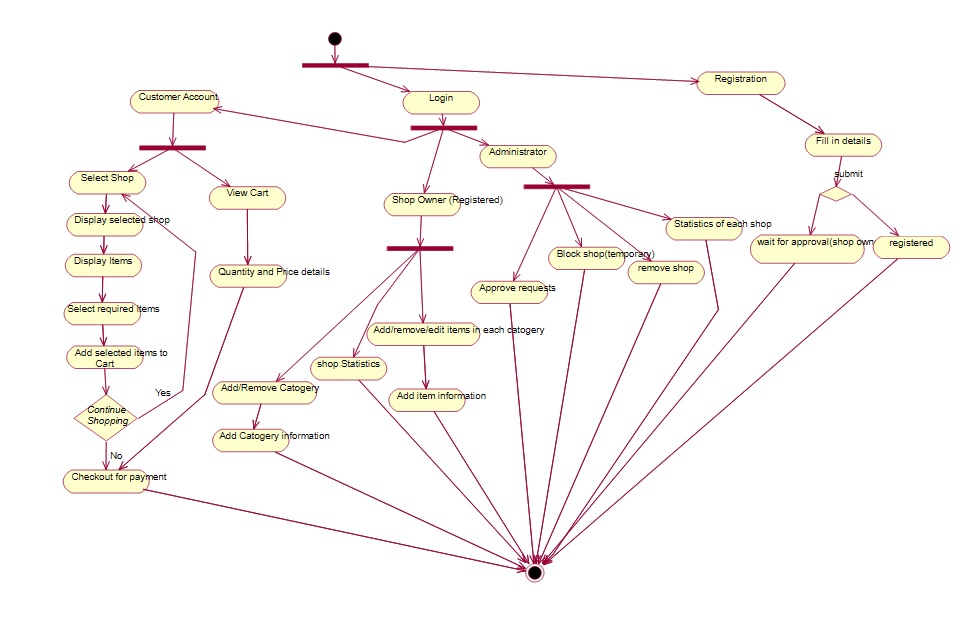 Registration
Customer Account
Login
Fill in details
Administrator
submit
Select Shop
View Cart
Shop Owner (Registered)
Display selected shop
Statistics of each shop
wait for approval(shop own
registered
Block shop(temporary)
remove shop
Display Items
Quantity and Price details
Approve requests
Select required Items
Add/remove/edit items in each catogery
Add selected items to
Cart
shop Statistics
Yes
Add/Remove Catogery
Add item information
Continue
Shopping
Add Catogery information
No
Checkout for payment